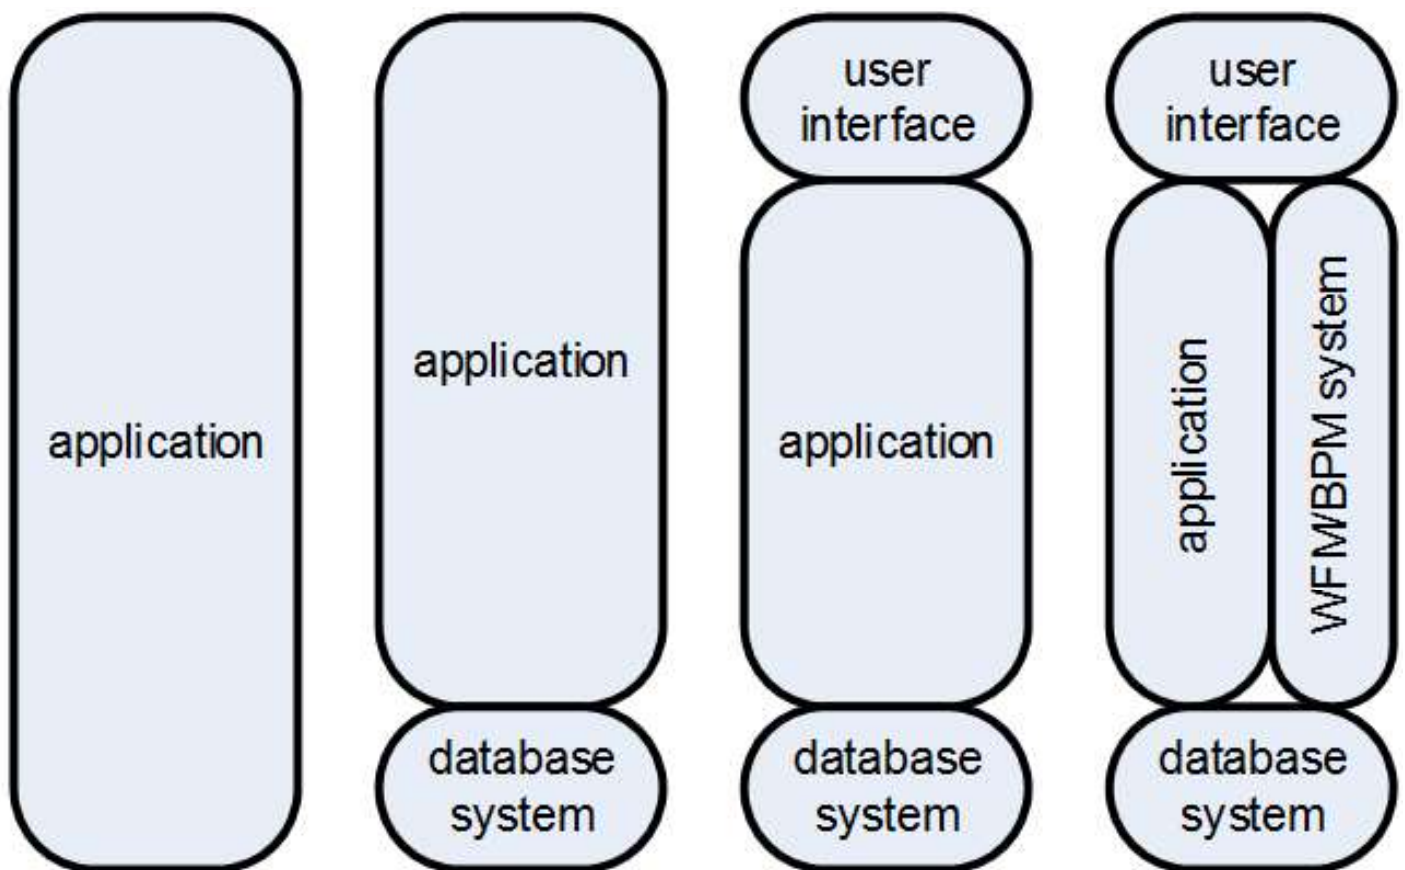 application
application
database
system
user
interface
application
database
system
user
interface
application
WFM/BPM system
database
system